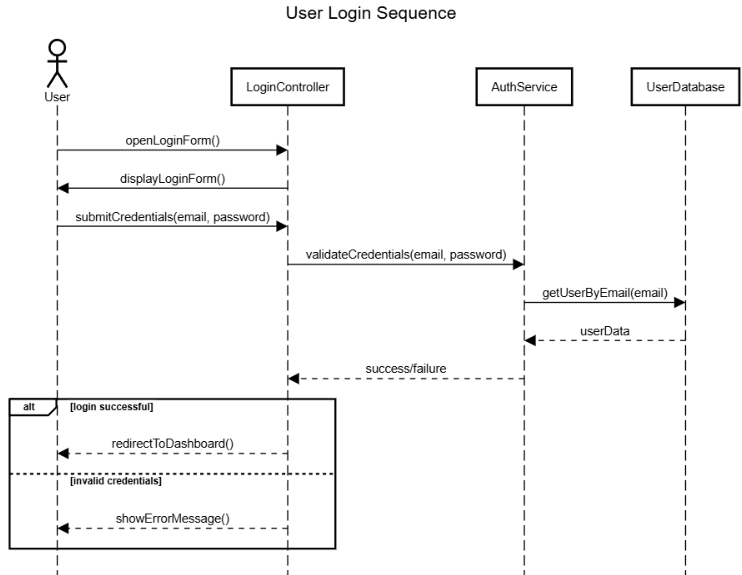 User Login Sequence
User
LoginController
AuthService
UserDatabase
openLoginForm()
displayLoginForm()
submitCredentials(email, password)
validateCredentials(email, password)
getUserByEmail(email)
userData
success/failure
alt
[login successful]
redirectToDashboard()
[invalid credentials]
showErrorMessage()